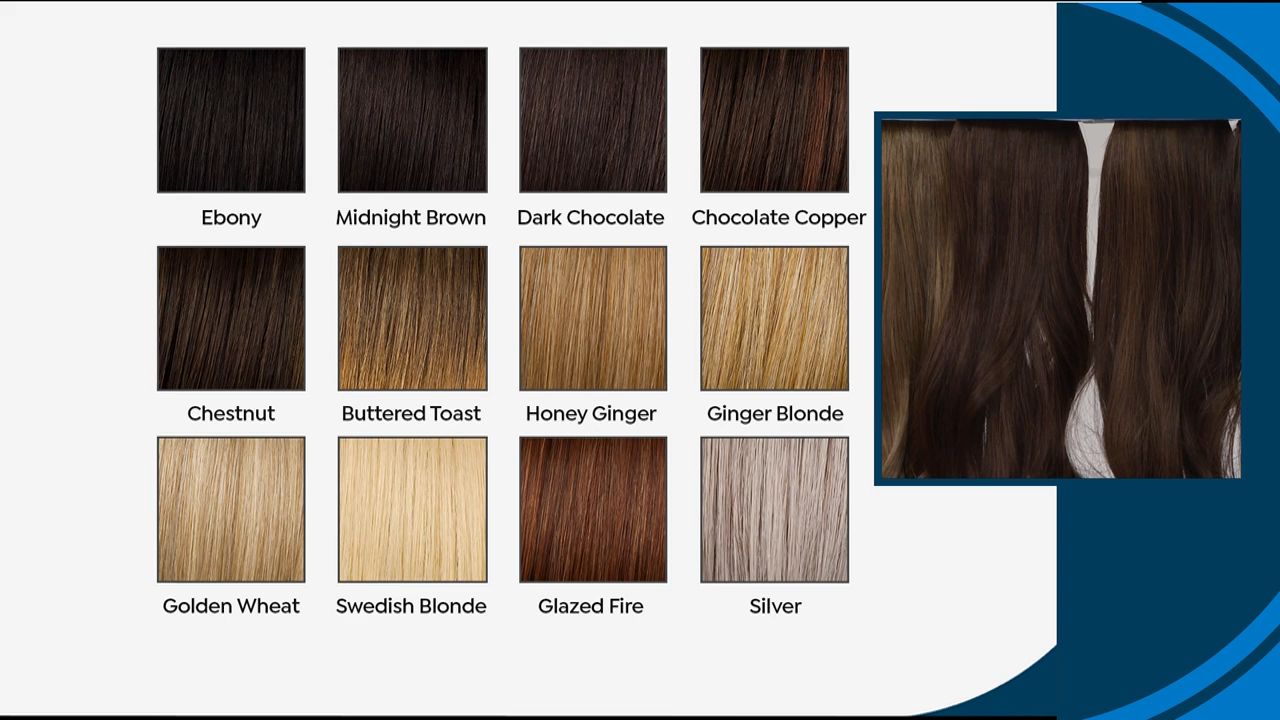 Ebony
Midnight Brown
Dark Chocolate
Chocolate Copper
Chestnut
Buttered Toast
Honey Ginger
Ginger Blonde
Golden Wheat
Swedish Blonde
Glazed Fire
Silver